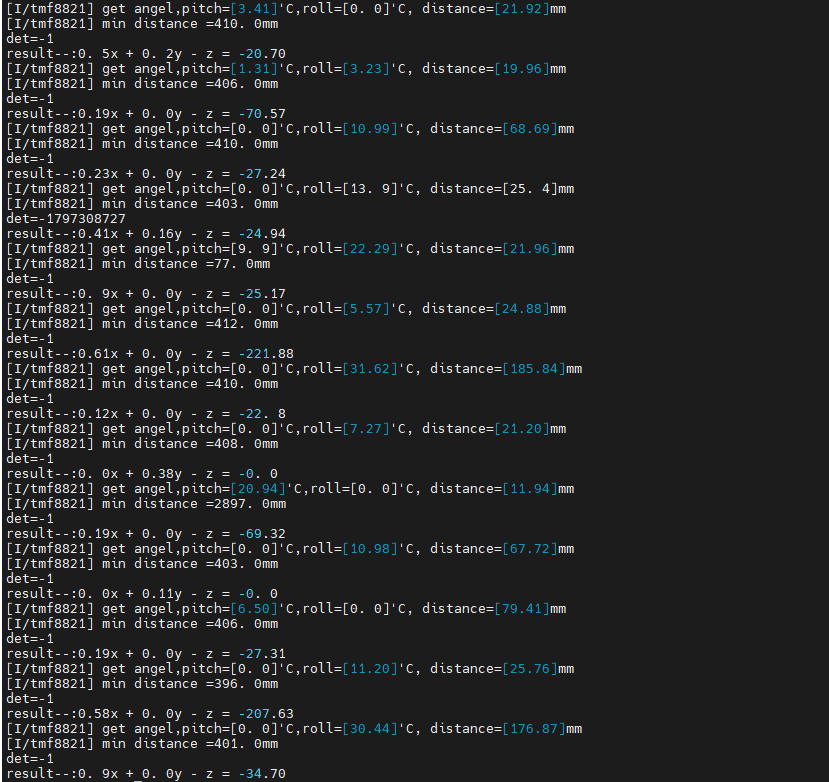 [I/tmf8821] get angel,pitch=[3.41]'C,roll=[0. 0]'C, distance=[21.92]mm
[I/tmf8821] min distance =410. 0mm
det=-1
result--:0. 5x + 0. 2y - z = -20.70
[I/tmf8821] get angel,pitch=[1.31]'C,roll=[3.23]'C, distance=[19.96]mm
[I/tmf8821] min distance =406. 0mm
det=-1
result--:0.19x + 0. 0y - z = -70.57
[I/tmf8821] get angel,pitch=[0. 0]'C,roll=[10.99]'C, distance=[68.69]mm
[I/tmf8821] min distance =410. 0mm
det=-1
result--:0.23x + 0. 0y - z = -27.24
[I/tmf8821] get angel,pitch=[0. 0]'C,roll=[13. 9]'C, distance=[25. 4]mm
[I/tmf8821] min distance =403. 0mm
det=-1797308727
result--:0.41x + 0.16y - z = -24.94
[I/tmf8821] get angel,pitch=[9. 9]'C,roll=[22.29]'C, distance=[21.96]mm
[I/tmf8821] min distance =77. 0mm
det=-1
result--:0. 9x + 0. 0y - z = -25.17
[I/tmf8821] get angel,pitch=[0. 0]'C,roll=[5.57]'C, distance=[24.88]mm
[I/tmf8821] min distance =412. 0mm
det=-1
result--:0.61x + 0. 0y - z = -221.88
[I/tmf8821] get angel,pitch=[0. 0]'C,roll=[31.62]'C, distance=[185.84]mm
[I/tmf8821] min distance =410. 0mm
det=-1
result--:0.12x + 0. 0y - z = -22. 8
[I/tmf8821] get angel,pitch=[0. 0]'C,roll=[7.27]'C, distance=[21.20]mm
[I/tmf8821] min distance =408. 0mm
det=-1
result--:0. 0x + 0.38y - z = -0. 0
[I/tmf8821] get angel,pitch=[20.94]'C,roll=[0. 0]'C, distance=[11.94]mm
[I/tmf8821] min distance =2897. 0mm
det=-1
result--:0.19x + 0. 0y - z = -69.32
[I/tmf8821] get angel,pitch=[0. 0]'C,roll=[10.98]'C, distance=[67.72]mm
[I/tmf8821] min distance =403. 0mm
det=-1
result--:0. 0x + 0.11y - z = -0. 0
[I/tmf8821] get angel,pitch=[6.50]'C,roll=[0. 0]'C, distance=[79.41]mm
[I/tmf8821] min distance =406. 0mm
det=-1
result--:0.19x + 0. 0y - z = -27.31
[I/tmf8821] get angel,pitch=[0. 0]'C,roll=[11.20]'C, distance=[25.76]mm
[I/tmf8821] min distance =396. 0mm
det=-1
result--:0.58x + 0. 0y - z = -207.63
[I/tmf8821] get angel,pitch=[0. 0]'C,roll=[30.44]'C, distance=[176.87]mm
[I/tmf8821] min distance =401. 0mm
det=-1
result--:0. 9x + 0. 0y - z = -34.70